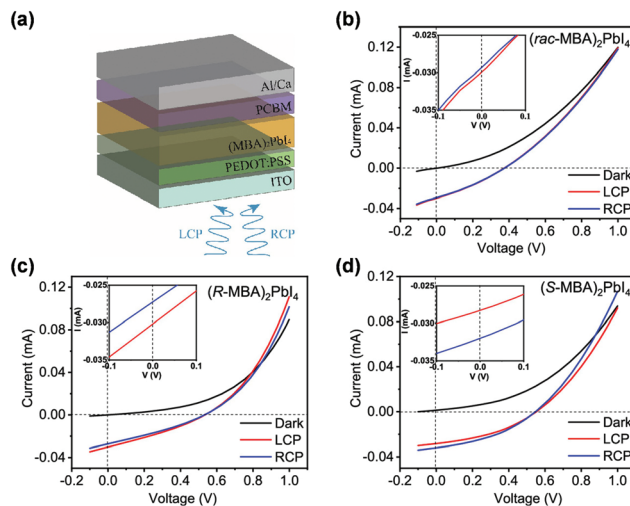 (a)
Al/Ca
PCBM
(MBA)₂PbI₄
PEDOT:PSS
ITO
LCP
RCP
(b)
(rac-MBA)₂PbI₄
Current (mA)
0.12
0.08
0.04
0.00
-0.04
-0.2 0.0 0.2 0.4 0.6 0.8 1.0
Voltage (V)
Dark
LCP
RCP
I (mA)
-0.025
-0.030
-0.035
-0.1 0.0 0.1
V (V)
(c)
(R-MBA)₂PbI₄
Current (mA)
0.12
0.08
0.04
0.00
-0.04
-0.2 0.0 0.2 0.4 0.6 0.8 1.0
Voltage (V)
Dark
LCP
RCP
I (mA)
-0.025
-0.030
-0.035
-0.1 0.0 0.1
V (V)
(d)
(S-MBA)₂PbI₄
Current (mA)
0.12
0.08
0.04
0.00
-0.04
-0.2 0.0 0.2 0.4 0.6 0.8 1.0
Voltage (V)
Dark
LCP
RCP
I (mA)
-0.025
-0.030
-0.035
-0.1 0.0 0.1
V (V)